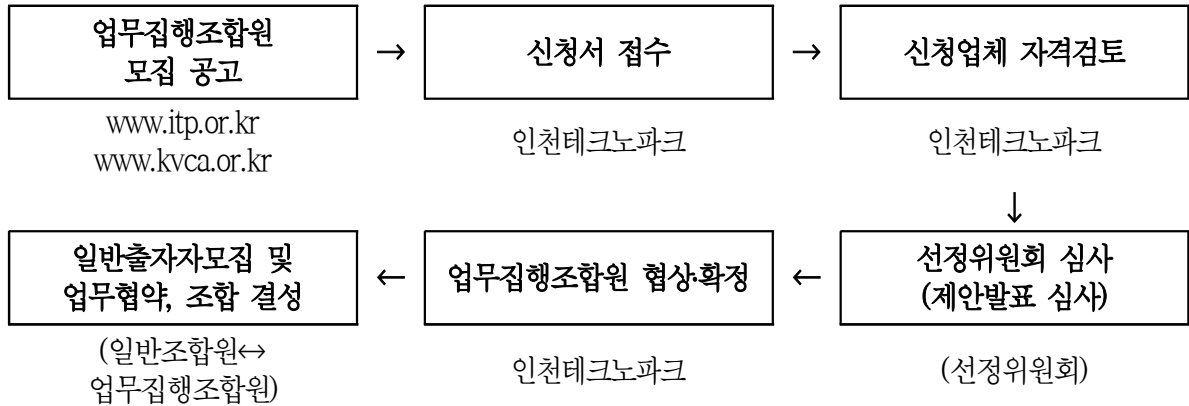 업무집행조합원
모집 공고
→
신청서 접수
→
신청업체 자격검토
www.itp.or.kr
www.kvca.or.kr
인천테크노파크
인천테크노파크
↓
선정위원회 심사
(제안발표 심사)
←
업무집행조합원 협상·확정
←
일반출자자모집 및
업무협약, 조합 결성
(선정위원회)
인천테크노파크
(일반조합원↔
업무집행조합원)